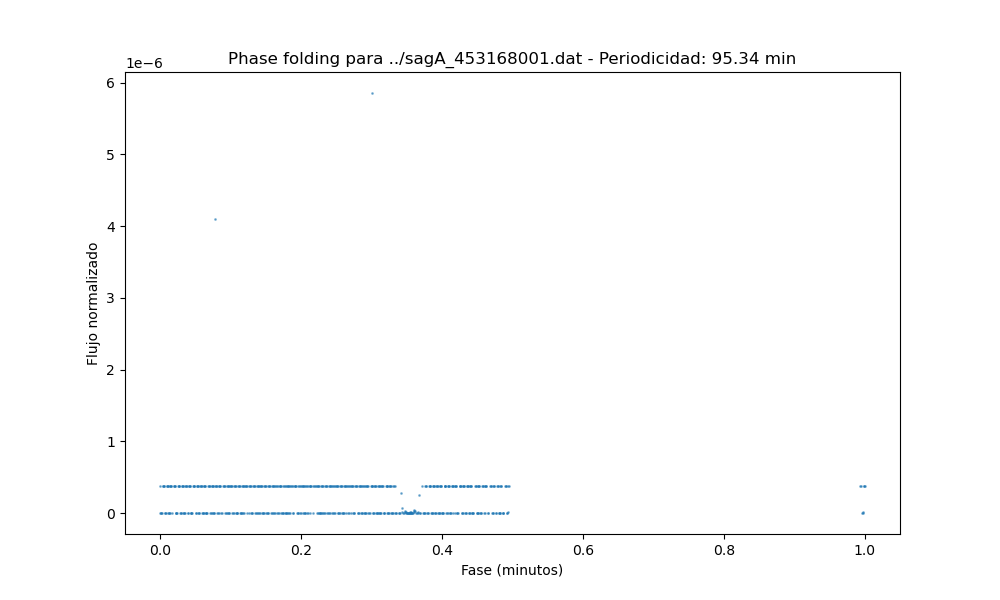 Phase folding para ../sagA_453168001.dat - Periodicidad: 95.34 min
1e−6
6
5
4
3
2
1
0
Flujo normalizado
0.0 0.2 0.4 0.6 0.8 1.0
Fase (minutos)